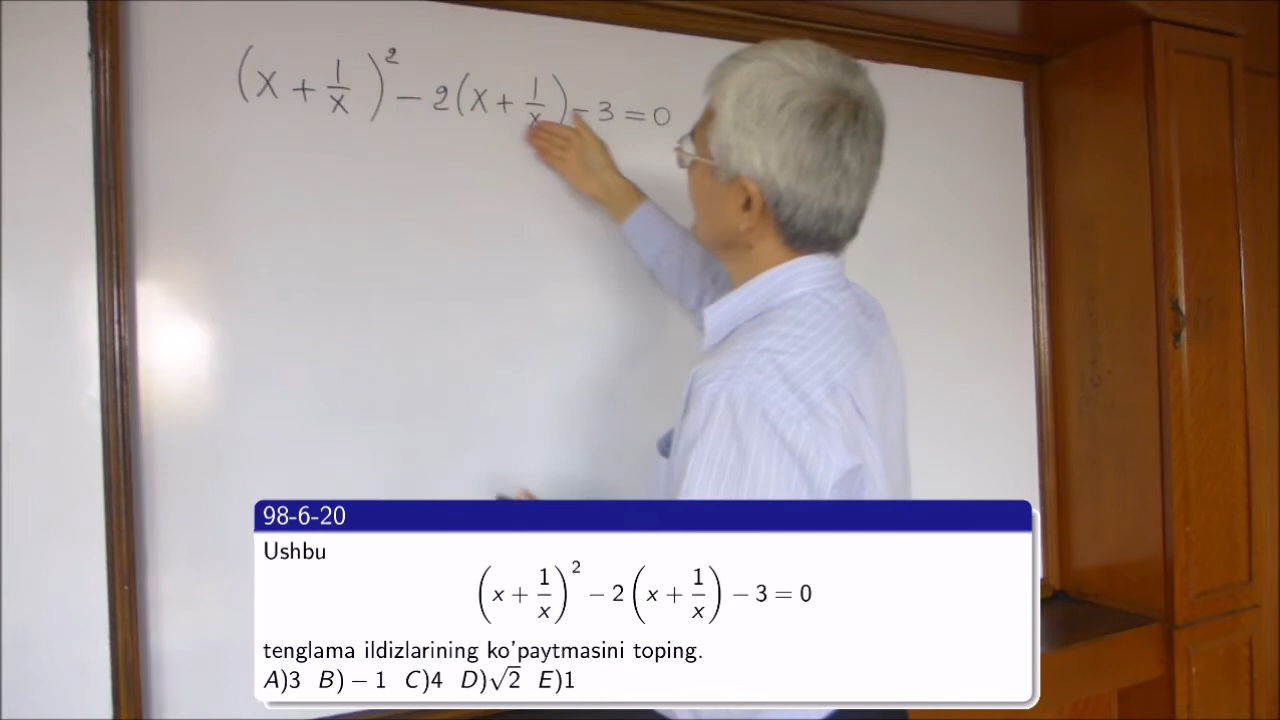 (x + 1/x)² − 2(x + 1/x) − 3 = 0
98-6-20
Ushbu
(x + 1/x)² − 2(x + 1/x) − 3 = 0
tenglama ildizlarining ko'paytmasini toping.
A)3 B) − 1 C)4 D)√2 E)1